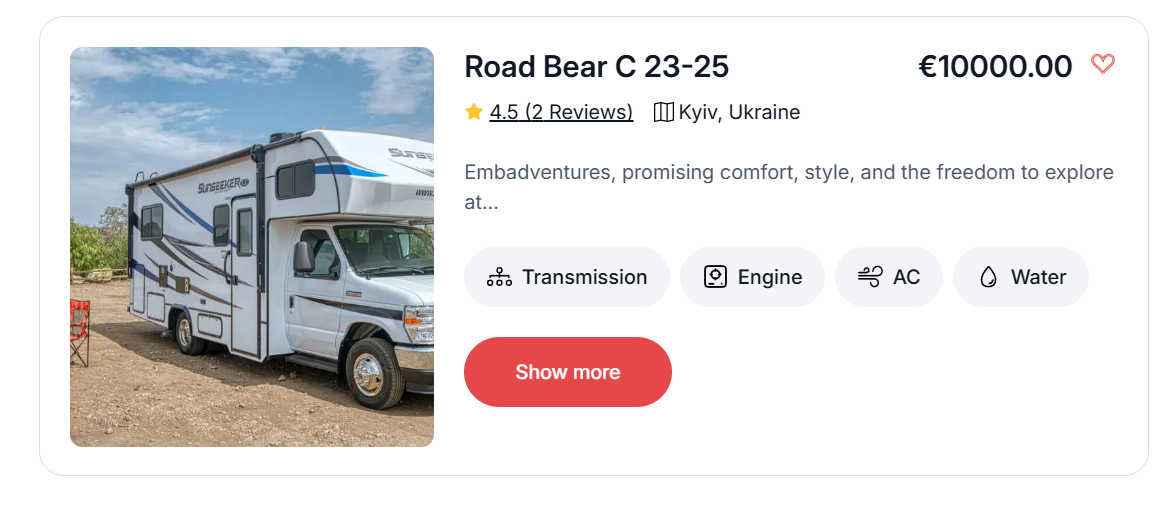 Road Bear C 23-25
€10000.00
4.5 (2 Reviews)
Kyiv, Ukraine
Embadventures, promising comfort, style, and the freedom to explore
at...
Transmission
Engine
AC
Water
Show more
SUNSEEKER